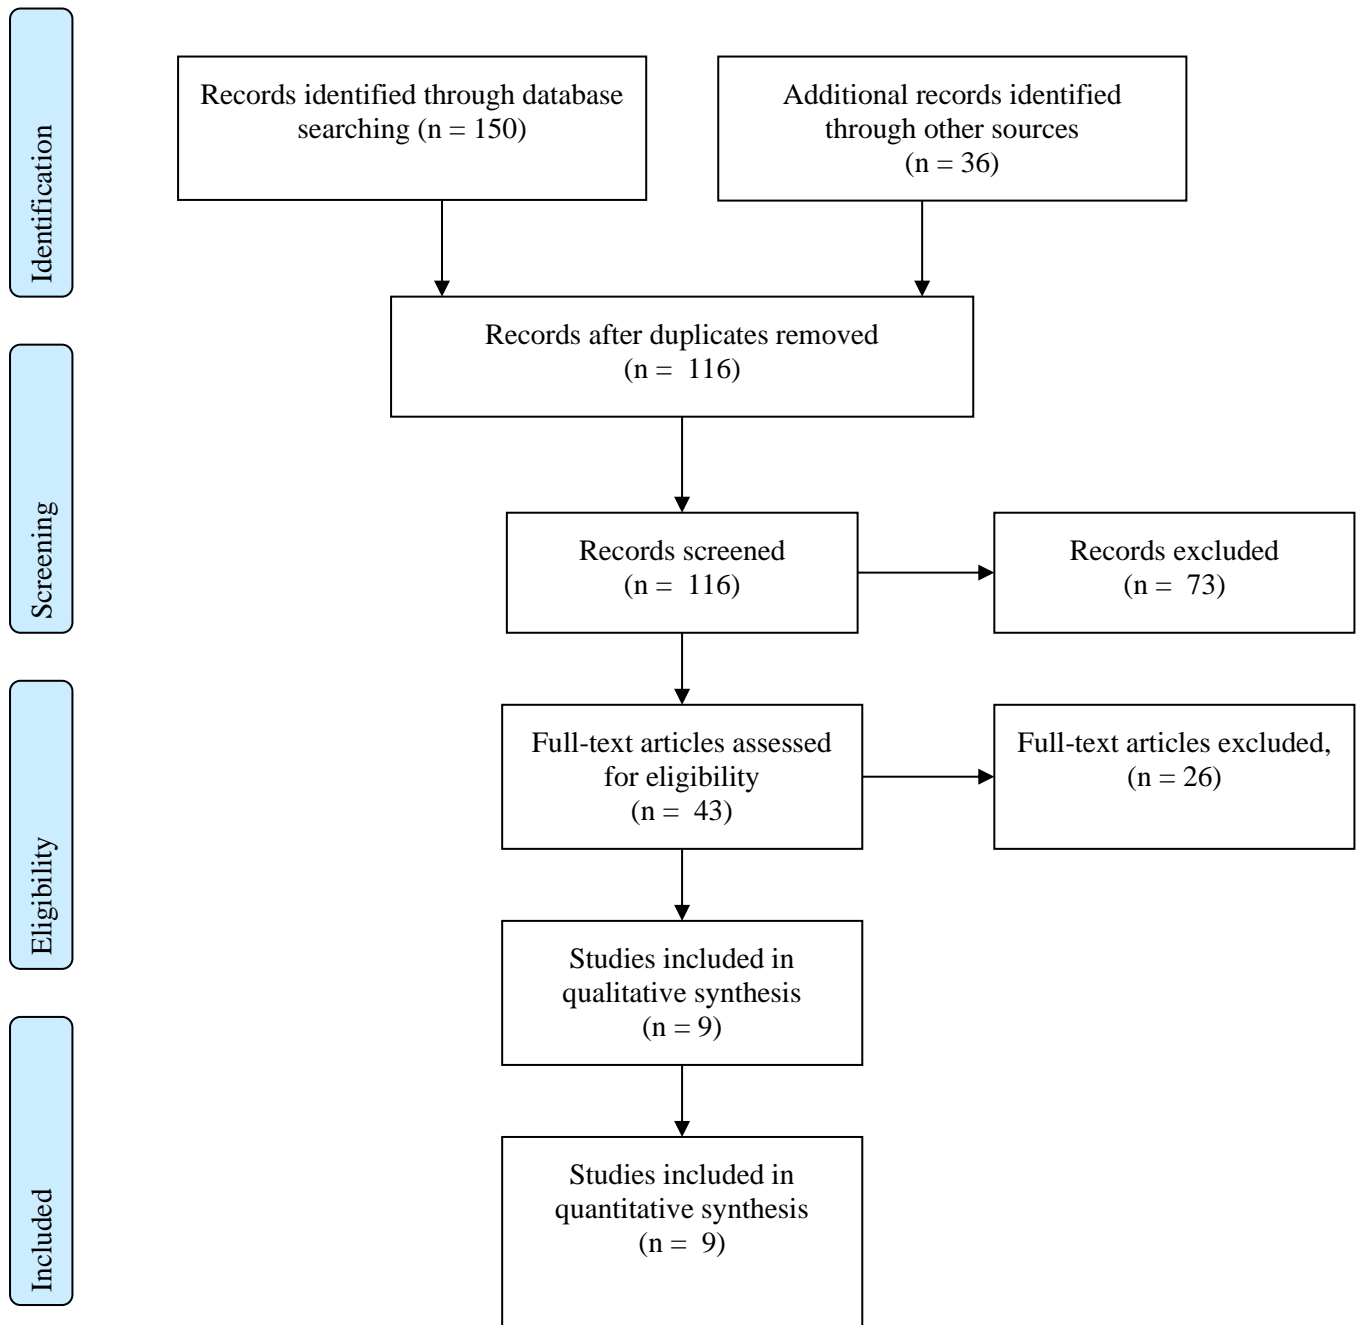 Identification
Records identified through database
searching (n = 150)
Additional records identified
through other sources
(n = 36)
Records after duplicates removed
(n =  116)
Screening
Records screened
(n =  116)
Records excluded
(n =  73)
Eligibility
Full-text articles assessed
for eligibility
(n =  43)
Full-text articles excluded,
(n = 26)
Studies included in
qualitative synthesis
(n = 9)
Included
Studies included in
quantitative synthesis
(n =  9)